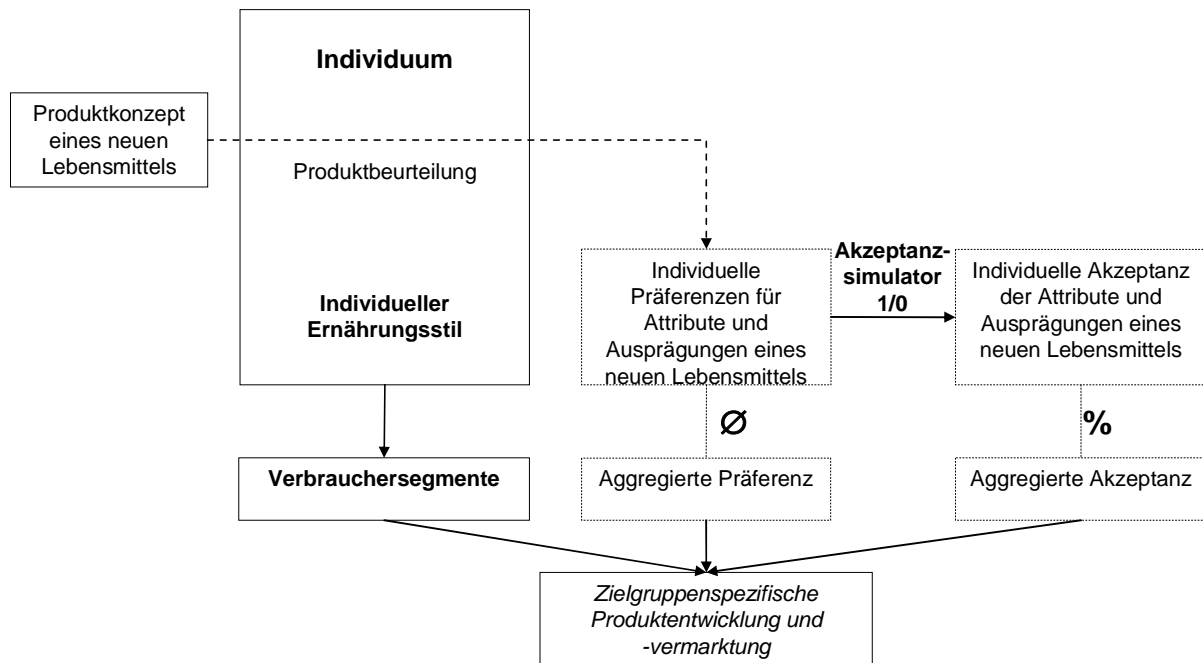 Individuum
Produktkonzept
eines neuen
Lebensmittels
Produktbeurteilung
Individueller
Ernährungsstil
Individuelle
Präferenzen für
Attribute und
Ausprägungen eines
neuen Lebensmittels
Akzeptanz-
simulator
1/0
Individuelle Akzeptanz
der Attribute und
Ausprägungen eines
neuen Lebensmittels
Ø
%
Verbrauchersegmente
Aggregierte Präferenz
Aggregierte Akzeptanz
Zielgruppenspezifische
Produktentwicklung und
-vermarktung